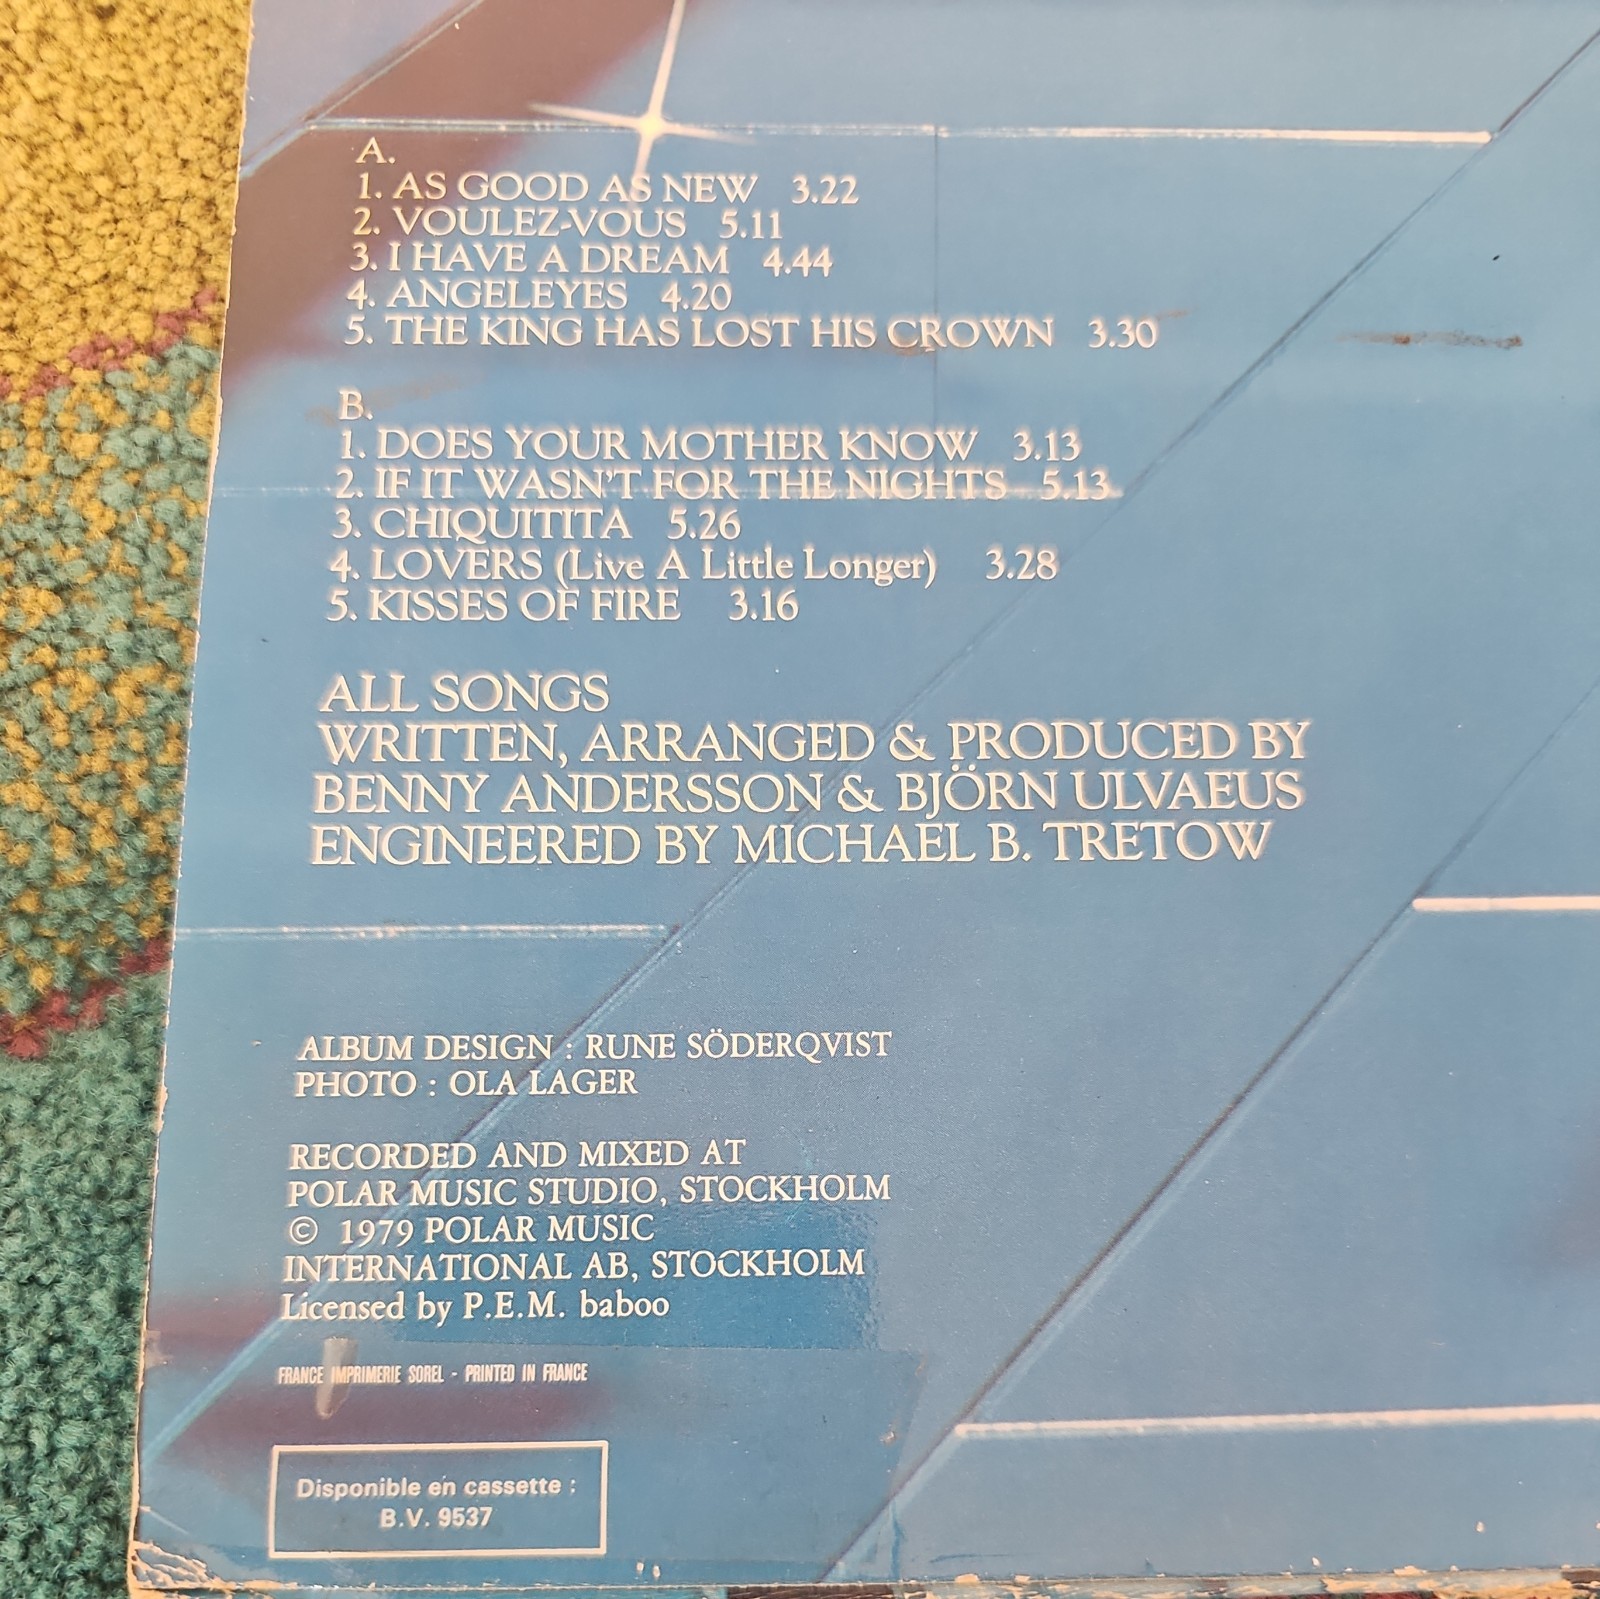 A.
1. AS GOOD AS NEW 3.22
2. VOULEZ-VOUS 5.11
3. I HAVE A DREAM 4.44
4. ANGELEYES 4.20
5. THE KING HAS LOST HIS CROWN 3.30
B.
1. DOES YOUR MOTHER KNOW 3.13
2. IF IT WASN'T FOR THE NIGHTS 5.13
3. CHIQUITITA 5.26
4. LOVERS (Live A Little Longer) 3.28
5. KISSES OF FIRE 3.16
ALL SONGS
WRITTEN, ARRANGED & PRODUCED BY
BENNY ANDERSSON & BJÖRN ULVAEUS
ENGINEERED BY MICHAEL B. TRETOW
ALBUM DESIGN : RUNE SÖDERQVIST
PHOTO : OLA LAGER
RECORDED AND MIXED AT
POLAR MUSIC STUDIO, STOCKHOLM
© 1979 POLAR MUSIC
INTERNATIONAL AB, STOCKHOLM
Licensed by P.E.M. baboo
FRANCE IMPRIMERIE SOREL - PRINTED IN FRANCE
Disponible en cassette :
B.V. 9537